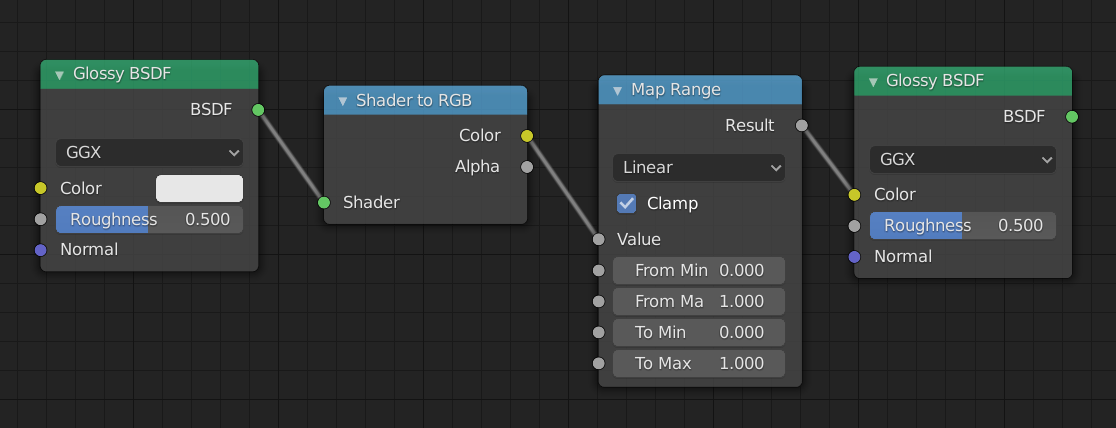 Glossy BSDF
BSDF
GGX
Color
Roughness 0.500
Normal
Shader to RGB
Color
Alpha
Shader
Map Range
Result
Linear
Clamp
Value
From Min 0.000
From Ma 1.000
To Min 0.000
To Max 1.000
Glossy BSDF
BSDF
GGX
Color
Roughness 0.500
Normal